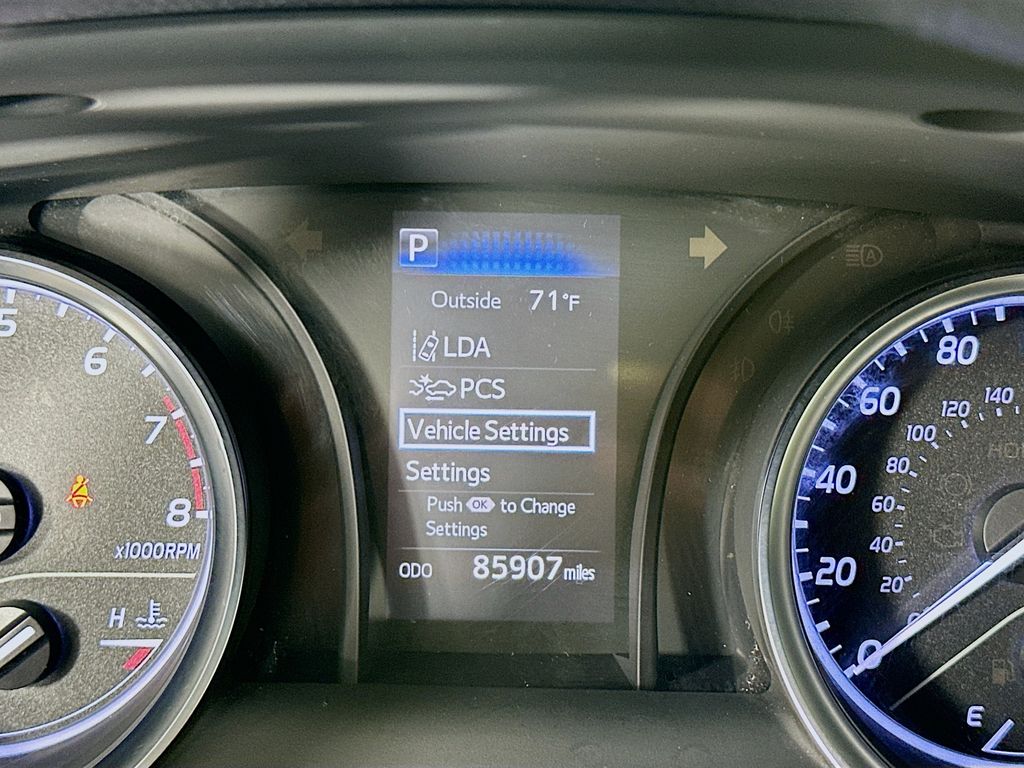 P
Outside 71°F
LDA
PCS
Vehicle Settings
Settings
Push OK to Change
Settings
ODO 85907 miles
5
6
7
8
x1000RPM
H
80
60
40
20
0
140
120
100
80
60
40
20
E